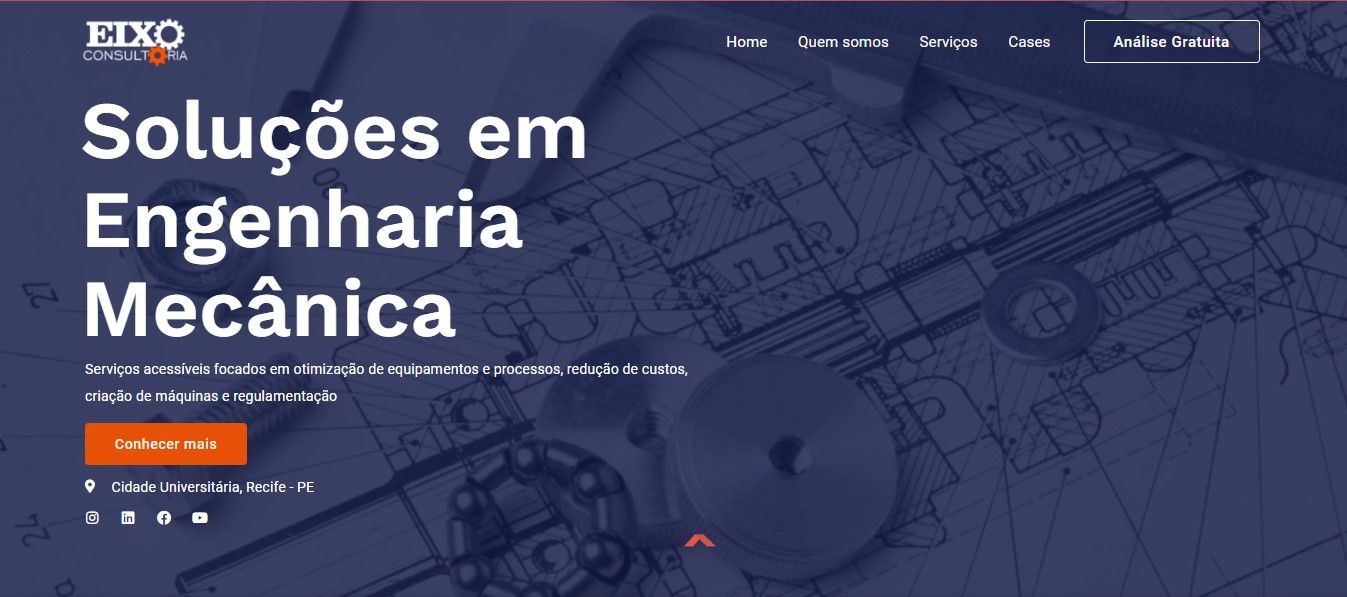 EIXO
CONSULTORIA
Home Quem somos Serviços Cases Análise Gratuita
Soluções em
Engenharia
Mecânica
Serviços acessíveis focados em otimização de equipamentos e processos, redução de custos,
criação de máquinas e regulamentação
Conhecer mais
Cidade Universitária, Recife - PE